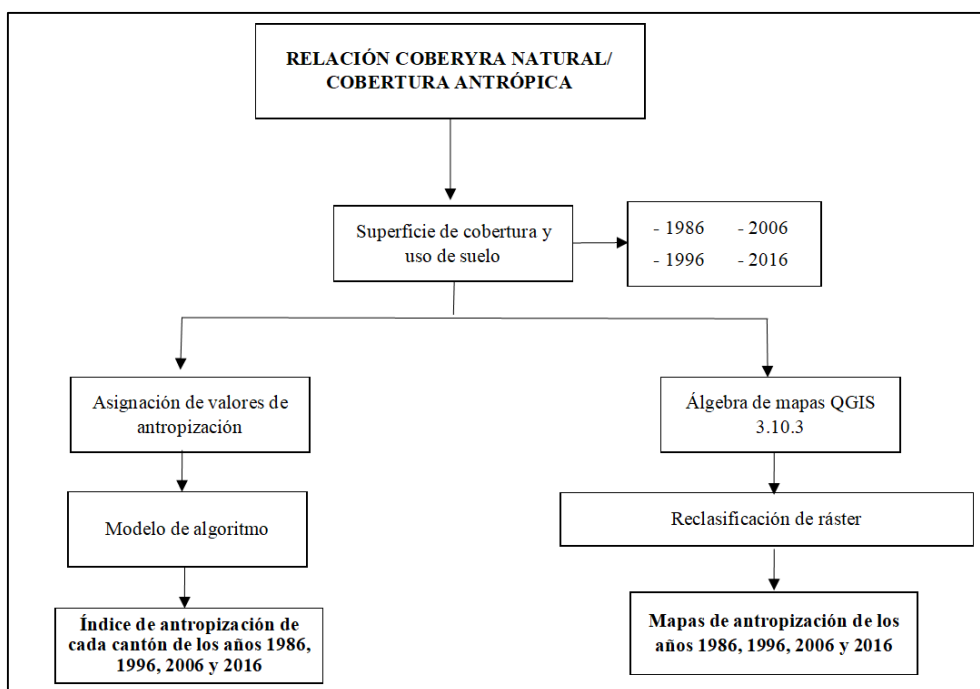 RELACIÓN COBERYRA NATURAL/
COBERTURA ANTRÓPICA
Superficie de cobertura y
uso de suelo
- 1986 - 2006
- 1996 - 2016
Asignación de valores de
antropización
Modelo de algoritmo
Índice de antropización de
cada cantón de los años 1986,
1996, 2006 y 2016
Álgebra de mapas QGIS
3.10.3
Reclasificación de ráster
Mapas de antropización de los
años 1986, 1996, 2006 y 2016